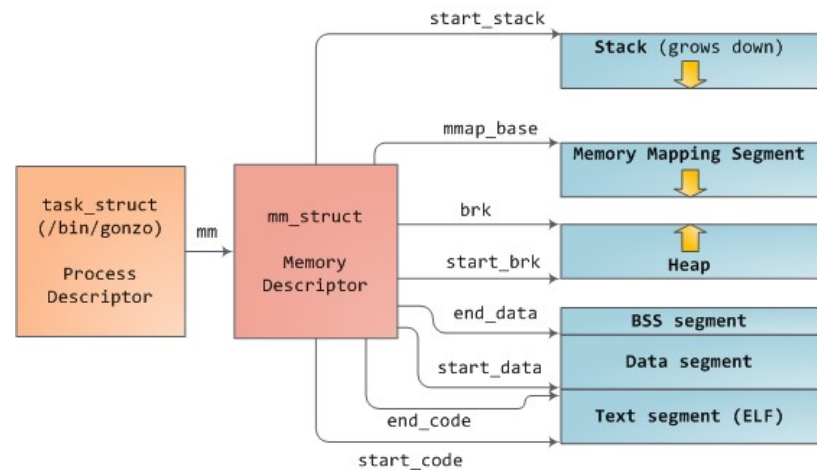 start_stack
Stack (grows down)
mmap_base
Memory Mapping Segment
task_struct
(/bin/gonzo)
Process
Descriptor
mm
mm_struct
Memory
Descriptor
brk
start_brk
Heap
end_data
BSS segment
start_data
Data segment
end_code
Text segment (ELF)
start_code